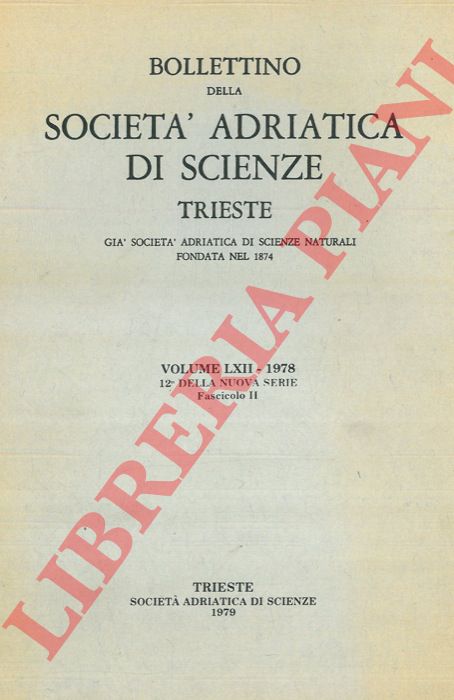 BOLLETTINO
DELLA
SOCIETA' ADRIATICA
DI SCIENZE
TRIESTE
GIA' SOCIETA' ADRIATICA DI SCIENZE NATURALI
FONDATA NEL 1874
VOLUME LXII - 1978
12º DELLA NUOVA SERIE
Fascicolo II
TRIESTE
SOCIETÀ ADRIATICA DI SCIENZE
1979
LIBRERIA PIANI